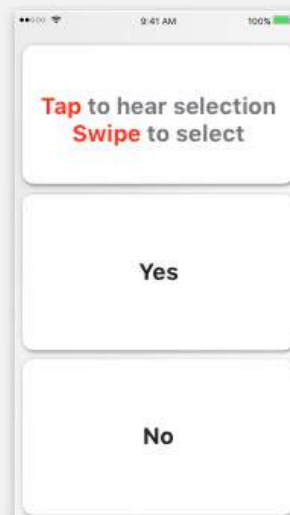 9:41 AM 100%
Tap to hear selection
Swipe to select
Yes
No